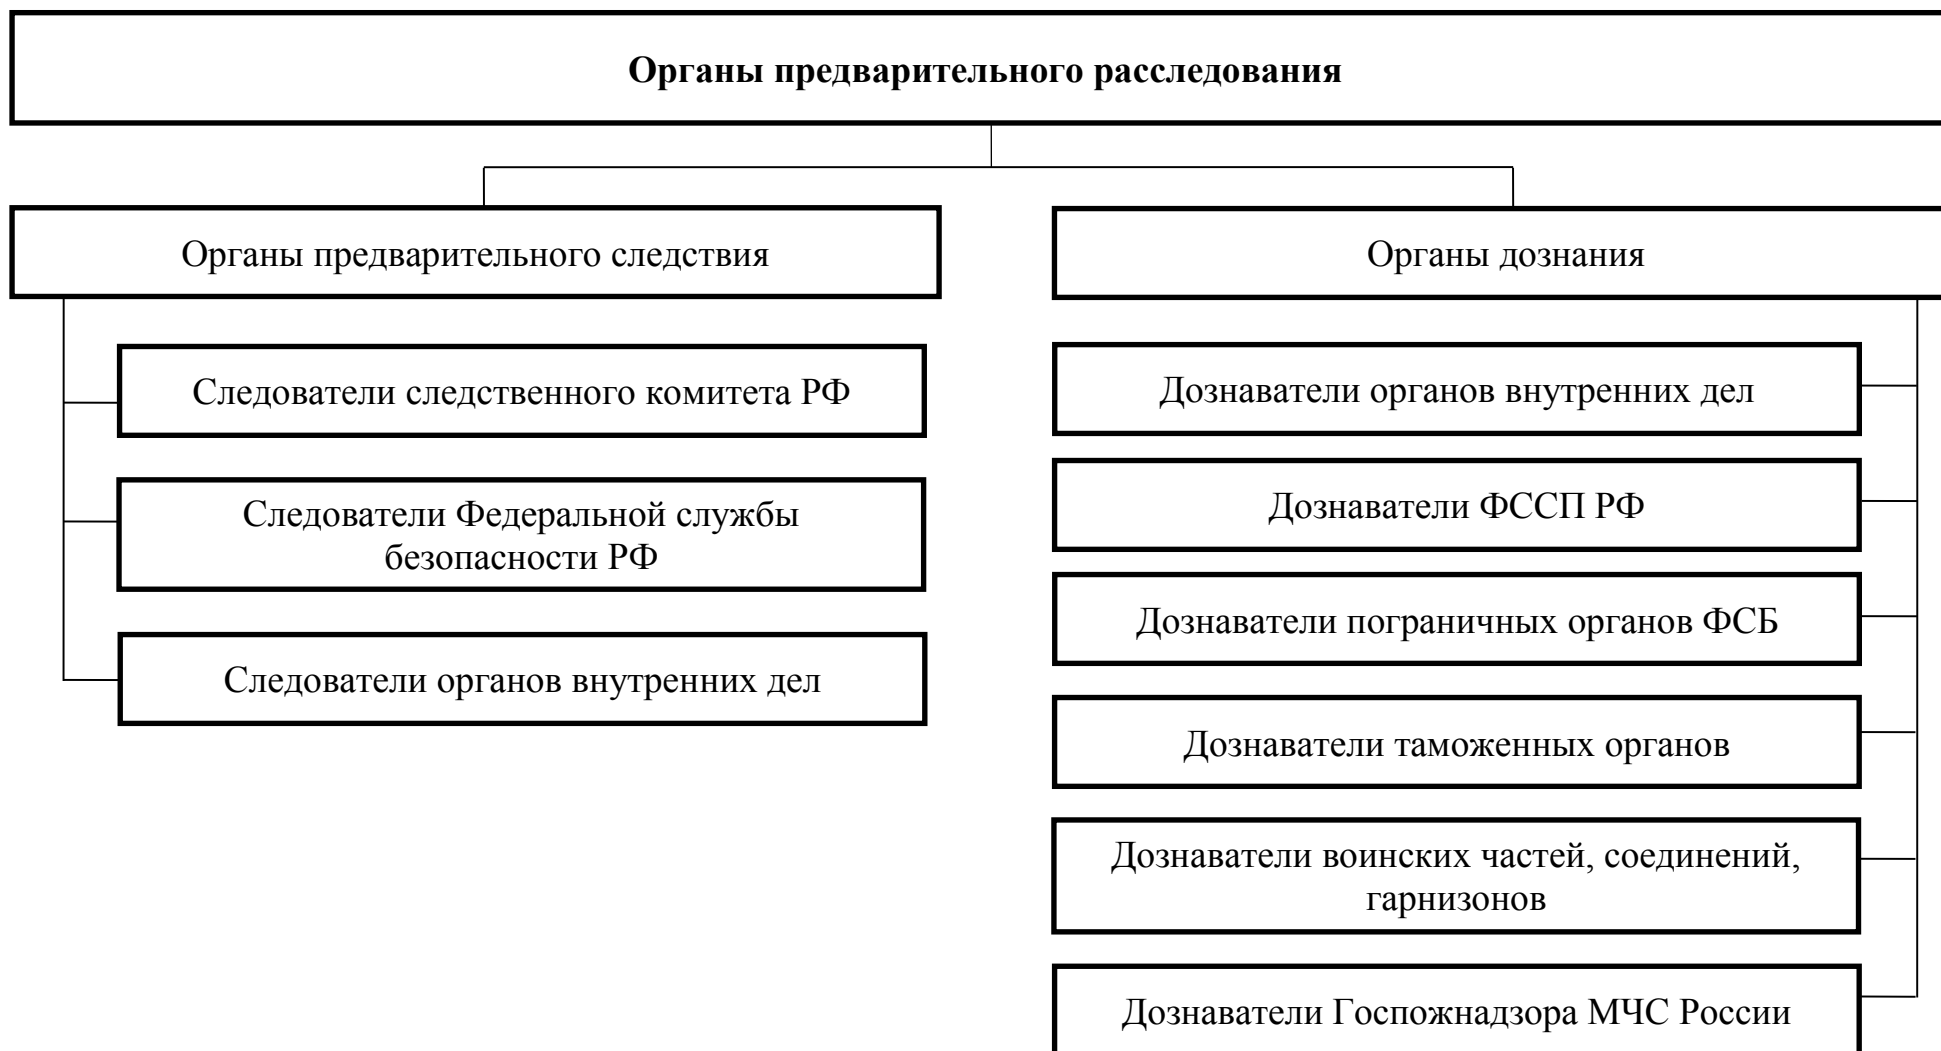 Органы предварительного расследования
Органы предварительного следствия
Следователи следственного комитета РФ
Следователи Федеральной службы
безопасности РФ
Следователи органов внутренних дел
Органы дознания
Дознаватели органов внутренних дел
Дознаватели ФССП РФ
Дознаватели пограничных органов ФСБ
Дознаватели таможенных органов
Дознаватели воинских частей, соединений,
гарнизонов
Дознаватели Госпожнадзора МЧС России